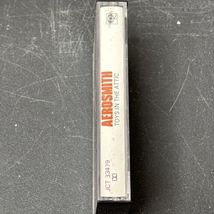 AEROSMITH
TOYS IN THE ATTIC
JCT 33479